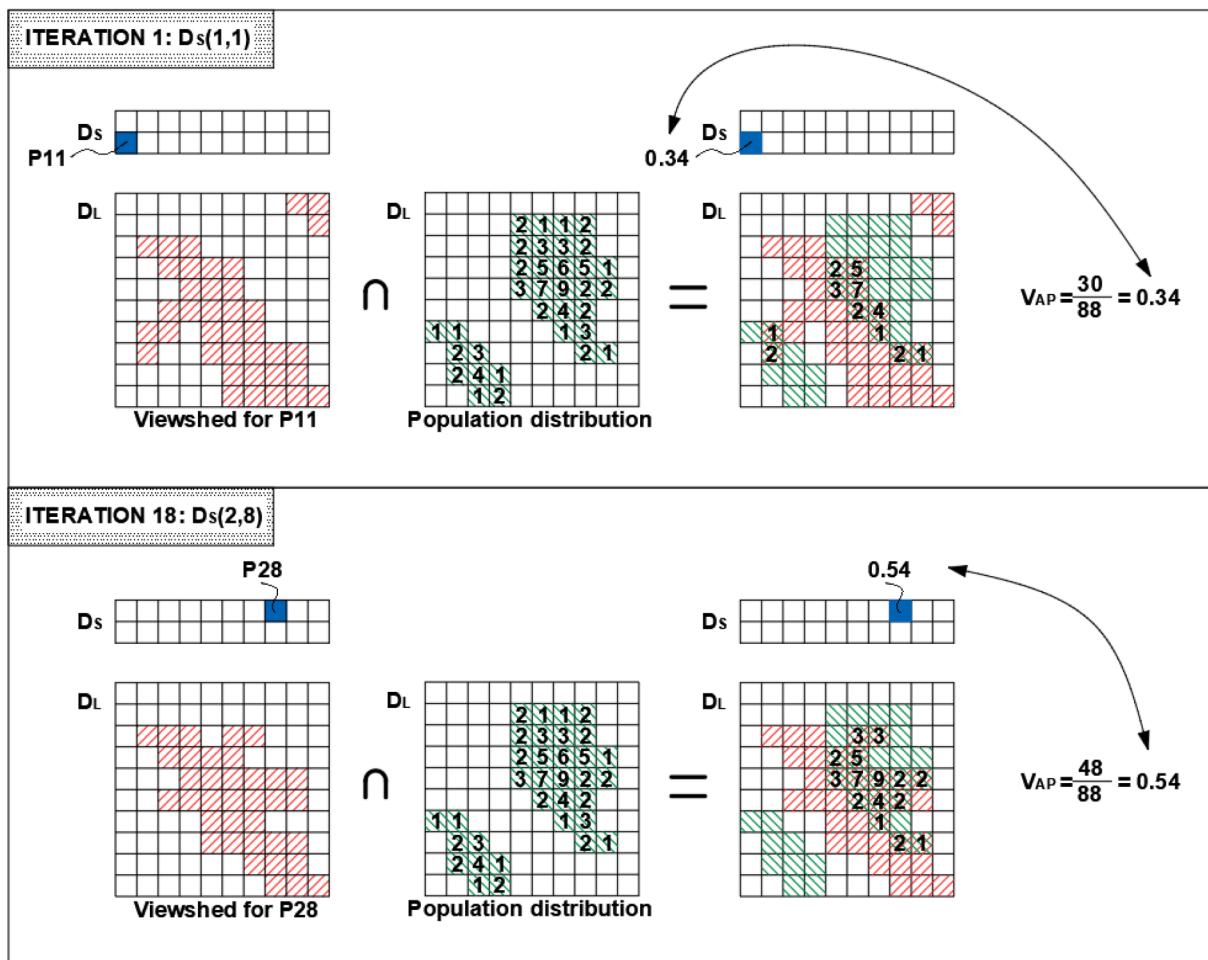 ITERATION 1: DS(1,1)
DS
P11
DS
0.34
DL
DL
DL
2 1 1 2
2 3 3 2
2 5 6 5 1
3 7 9 2 2
2 4 2
1 1 1 3
2 3 2 1
2 4 1
1 2
∩
=
2 5
3 7
2 4
1 1
2 2 1
VAP = 30/88 = 0.34
Viewshed for P11
Population distribution
ITERATION 18: DS(2,8)
P28
0.54
DS
DS
DL
DL
DL
2 1 1 2
2 3 3 2
2 5 6 5 1
3 7 9 2 2
2 4 2
1 1 1 3
2 3 2 1
2 4 1
1 2
∩
=
3 3
2 5
3 7 9 2 2
2 4 2
1
2 1
VAP = 48/88 = 0.54
Viewshed for P28
Population distribution